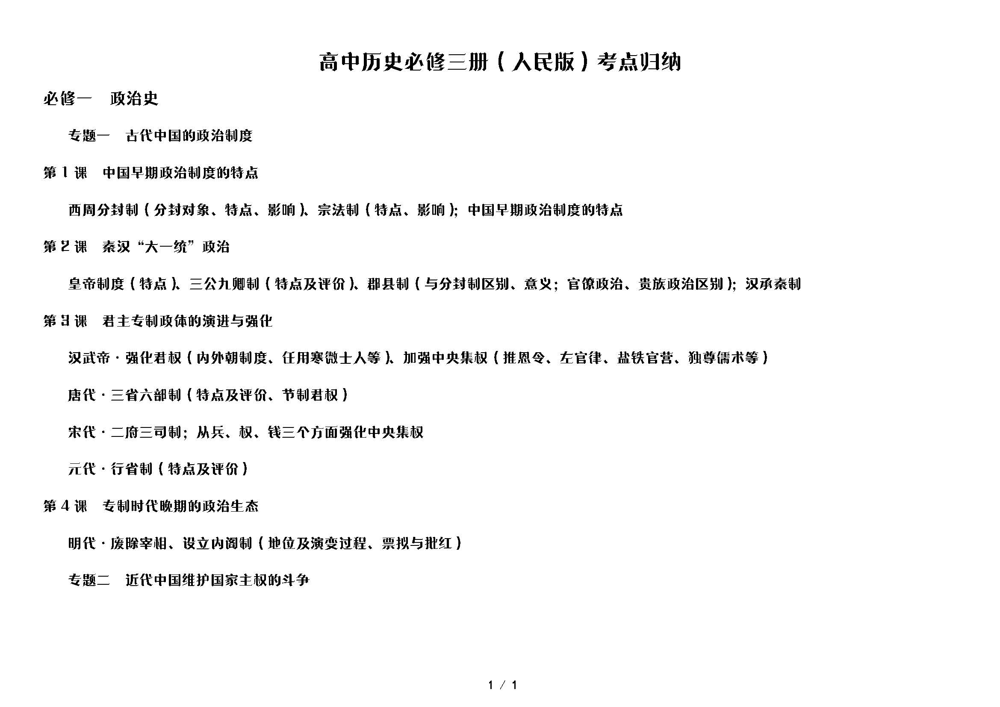 高中历史必修三册（人民版）考点归纳
必修一　政治史
专题一　古代中国的政治制度
第 1 课　中国早期政治制度的特点
西周分封制（分封对象、特点、影响）、宗法制（特点、影响）；中国早期政治制度的特点
第 2 课　秦汉“大一统”政治
皇帝制度（特点）、三公九卿制（特点及评价）、郡县制（与分封制区别、意义；官僚政治、贵族政治区别）；汉承秦制
第 3 课　君主专制政体的演进与强化
汉武帝·强化君权（内外朝制度、任用寒微士人等）、加强中央集权（推恩令、左官律、盐铁官营、独尊儒术等）
唐代·三省六部制（特点及评价、节制君权）
宋代·二府三司制；从兵、权、钱三个方面强化中央集权
元代·行省制（特点及评价）
第 4 课　专制时代晚期的政治生态
明代·废除宰相、设立内阁制（地位及演变过程、票拟与批红）
专题二　近代中国维护国家主权的斗争
1 / 1